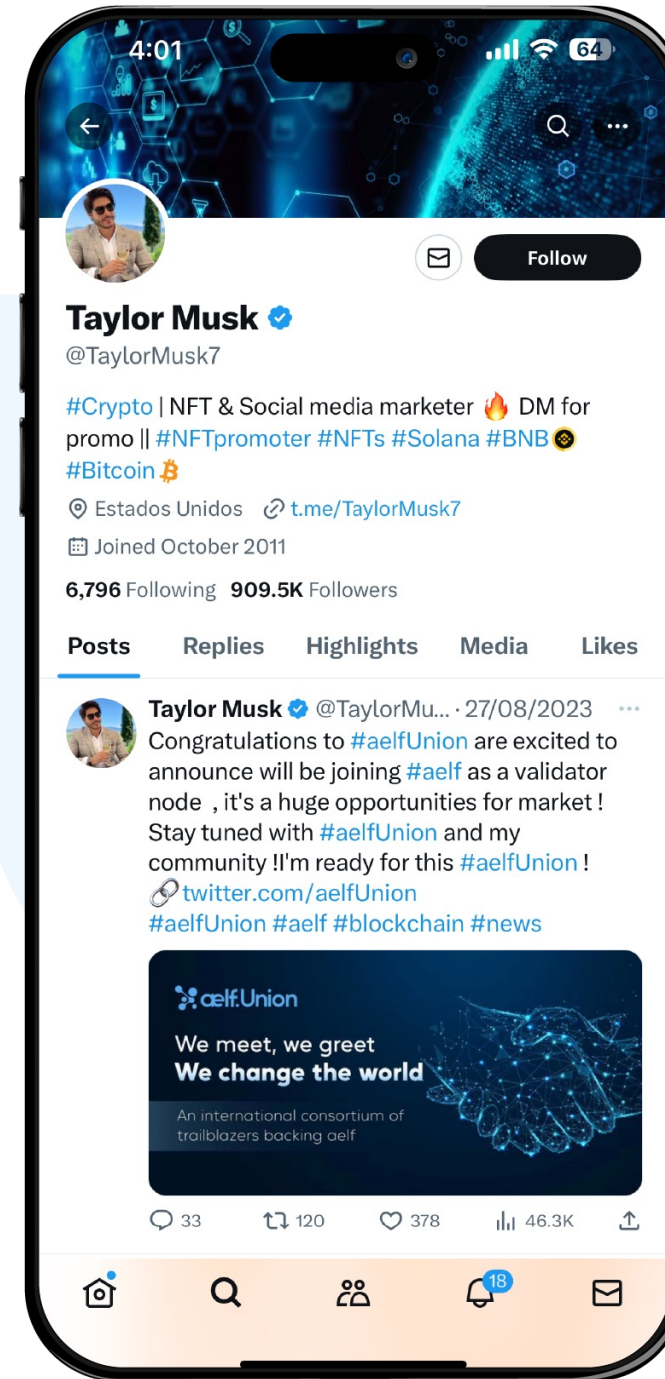 4:01
64
Follow
Taylor Musk
@TaylorMusk7
#Crypto | NFT & Social media marketer 🔥 DM for
promo || #NFTpromoter #NFTs #Solana #BNB
#Bitcoin
Estados Unidos t.me/TaylorMusk7
Joined October 2011
6,796 Following 909.5K Followers
Posts Replies Highlights Media Likes
Taylor Musk @TaylorMu... · 27/08/2023
Congratulations to #aelfUnion are excited to
announce will be joining #aelf as a validator
node , it's a huge opportunities for market !
Stay tuned with #aelfUnion and my
community !I'm ready for this #aelfUnion !
🔗 twitter.com/aelfUnion
#aelfUnion #aelf #blockchain #news
ælf.Union
We meet, we greet
We change the world
An international consortium of
trailblazers backing aelf
33 120 378 46.3K
18